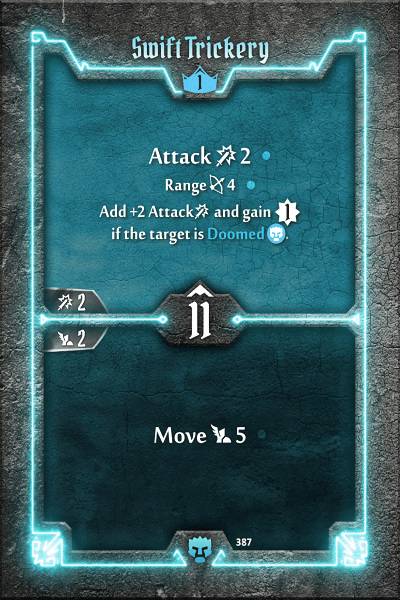 Swift Trickery
1
Attack 2
Range 4
Add +2 Attack and gain 1
if the target is Doomed.
2
11
2
Move 5
387